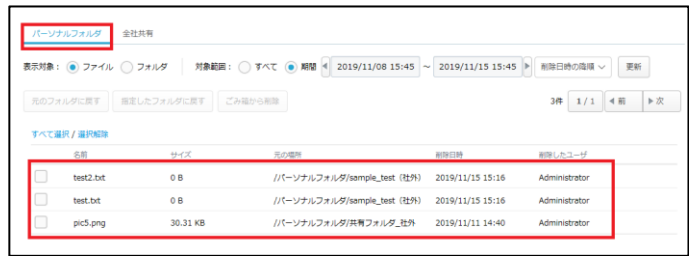 パーソナルフォルダ 全社共有
表示対象： ファイル フォルダ 対象範囲： すべて 期間 2019/11/08 15:45 ～ 2019/11/15 15:45 削除日時の降順 更新
元のフォルダに戻す 指定したフォルダに戻す ごみ箱から削除 3件 1 / 1 前 次
すべて選択 / 選択解除
名前 サイズ 元の場所 削除日時 削除したユーザ
test2.txt 0 B //パーソナルフォルダ/sample_test（社外） 2019/11/15 15:16 Administrator
test.txt 0 B //パーソナルフォルダ/sample_test（社外） 2019/11/15 15:16 Administrator
pic5.png 30.31 KB //パーソナルフォルダ/共有フォルダ_社外 2019/11/11 14:40 Administrator